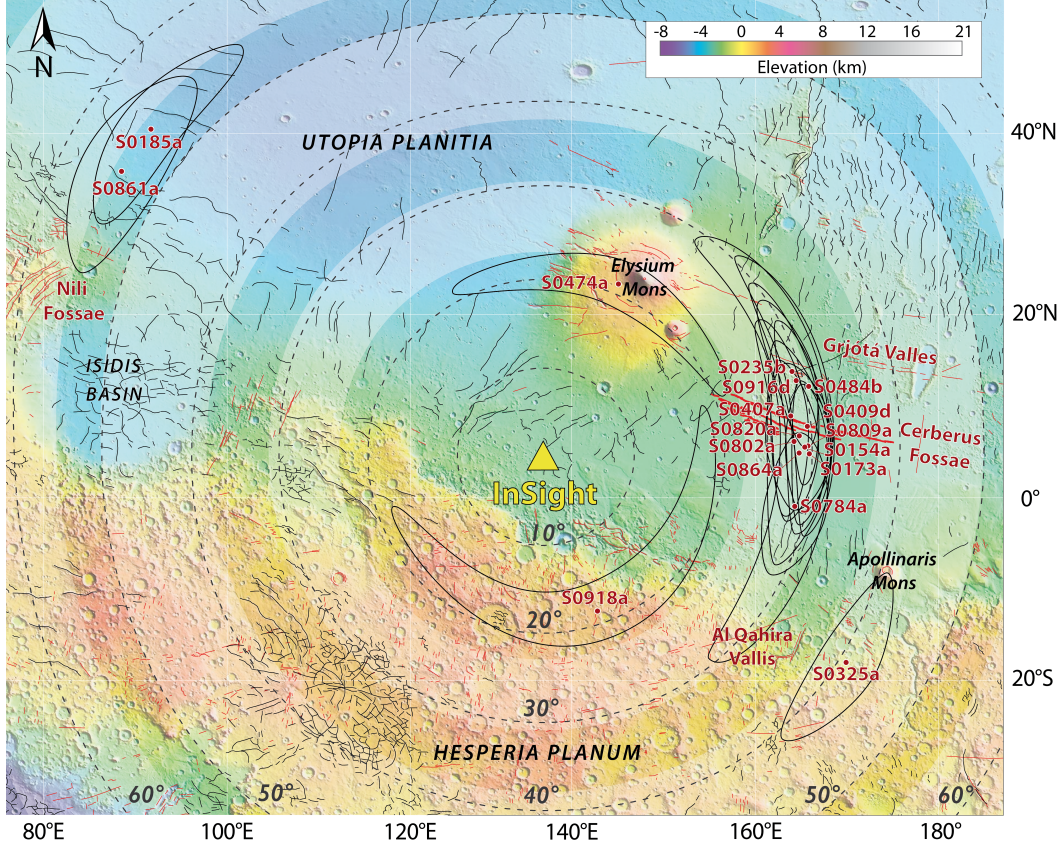 -8 -4 0 4 8 12 16 21
Elevation (km)
N
40°N
UTOPIA PLANITIA
S0185a
S0861a
Elysium
Mons
S0474a
Nili
Fossae
20°N
Grjotá Valles
ISIDIS
BASIN
S0235b
S0916d
S0484b
S0407a
S0409d
S0820a
S0809a
Cerberus
Fossae
S0802a
S0154a
S0864a
S0173a
InSight
0°
S0784a
10°
Apollinaris
Mons
S0918a
20°
Al Qahira
Vallis
S0325a
20°S
30°
HESPERIA PLANUM
60°
50°
40°
50°
60°
80°E
100°E
120°E
140°E
160°E
180°